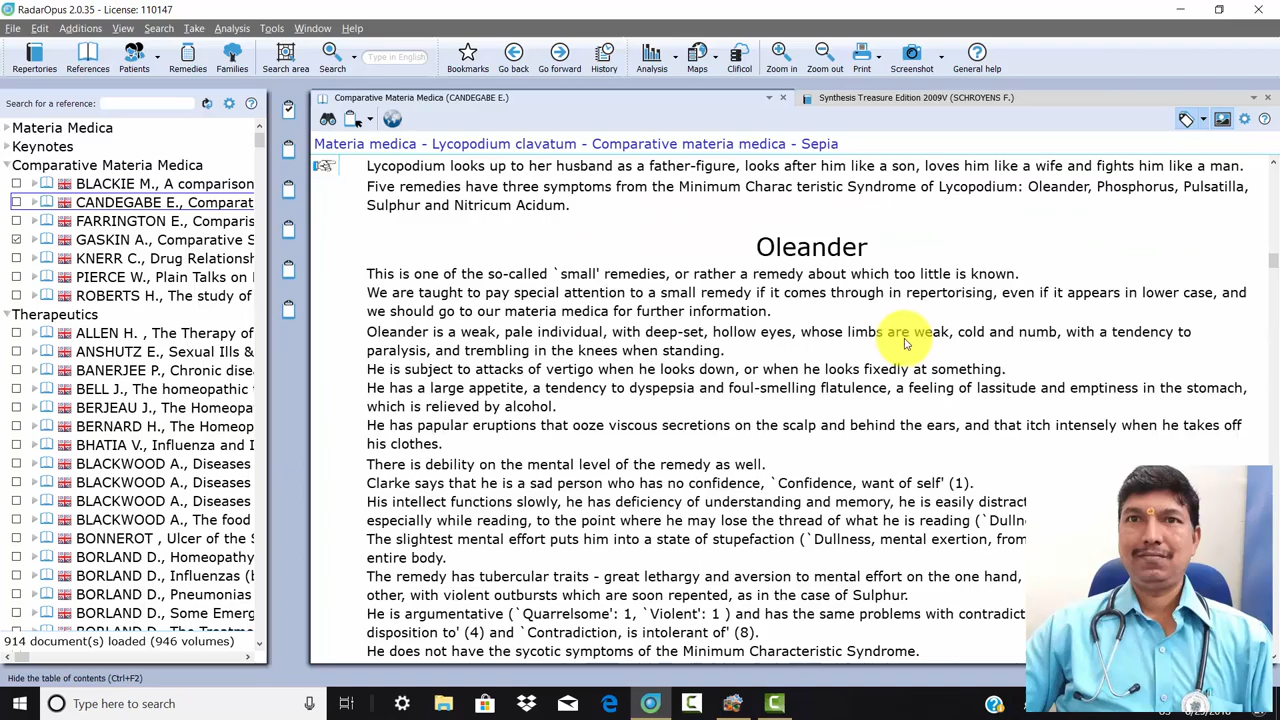 RadarOpus 2.0.35 - License: 110147
File Edit Additions View Search Take Analysis Tools Window Help
Repertories References Patients Remedies Families Search area Search Type in English Bookmarks Go back Go forward History Analysis Maps Clificol Zoom in Zoom out Print Screenshot General help
Search for a reference:
Materia Medica
Keynotes
Comparative Materia Medica
BLACKIE M., A comparison
CANDEGABE E., Comparat
FARRINGTON E., Comparis
GASKIN A., Comparative S
KNERR C., Drug Relations
PIERCE W., Plain Talks on
ROBERTS H., The study of
Therapeutics
ALLEN H. , The Therapy of
ANSHUTZ E., Sexual Ills &
BANERJEE P., Chronic dise
BELL J., The homeopathic
BERJEAU J., The Homeopa
BERNARD H., The Homeop
BHATIA V., Influenza and I
BLACKWOOD A., Diseases
BLACKWOOD A., Diseases
BLACKWOOD A., Diseases
BLACKWOOD A., The food
BONNEROT , Ulcer of the S
BORLAND D., Homeopathy
BORLAND D., Influenzas (b
BORLAND D., Pneumonias
BORLAND D., Some Emerg
914 document(s) loaded (946 volumes)
Hide the table of contents (Ctrl+F2)
Comparative Materia Medica (CANDEGABE E.) Synthesis Treasure Edition 2009V (SCHROYENS F.)
Materia medica - Lycopodium clavatum - Comparative materia medica - Sepia
Lycopodium looks up to her husband as a father-figure, looks after him like a son, loves him like a wife and fights him like a man.
Five remedies have three symptoms from the Minimum Charac teristic Syndrome of Lycopodium: Oleander, Phosphorus, Pulsatilla,
Sulphur and Nitricum Acidum.
Oleander
This is one of the so-called `small' remedies, or rather a remedy about which too little is known.
We are taught to pay special attention to a small remedy if it comes through in repertorising, even if it appears in lower case, and
we should go to our materia medica for further information.
Oleander is a weak, pale individual, with deep-set, hollow eyes, whose limbs are weak, cold and numb, with a tendency to
paralysis, and trembling in the knees when standing.
He is subject to attacks of vertigo when he looks down, or when he looks fixedly at something.
He has a large appetite, a tendency to dyspepsia and foul-smelling flatulence, a feeling of lassitude and emptiness in the stomach,
which is relieved by alcohol.
He has papular eruptions that ooze viscous secretions on the scalp and behind the ears, and that itch intensely when he takes off
his clothes.
There is debility on the mental level of the remedy as well.
Clarke says that he is a sad person who has no confidence, `Confidence, want of self' (1).
His intellect functions slowly, he has deficiency of understanding and memory, he is easily distract
especially while reading, to the point where he may lose the thread of what he is reading (`Dulln
The slightest mental effort puts him into a state of stupefaction (`Dullness, mental exertion, from
entire body.
The remedy has tubercular traits - great lethargy and aversion to mental effort on the one hand,
other, with violent outbursts which are soon repented, as in the case of Sulphur.
He is argumentative (`Quarrelsome': 1, `Violent': 1 ) and has the same problems with contradict
disposition to' (4) and `Contradiction, is intolerant of' (8).
He does not have the sycotic symptoms of the Minimum Characteristic Syndrome.
Type here to search